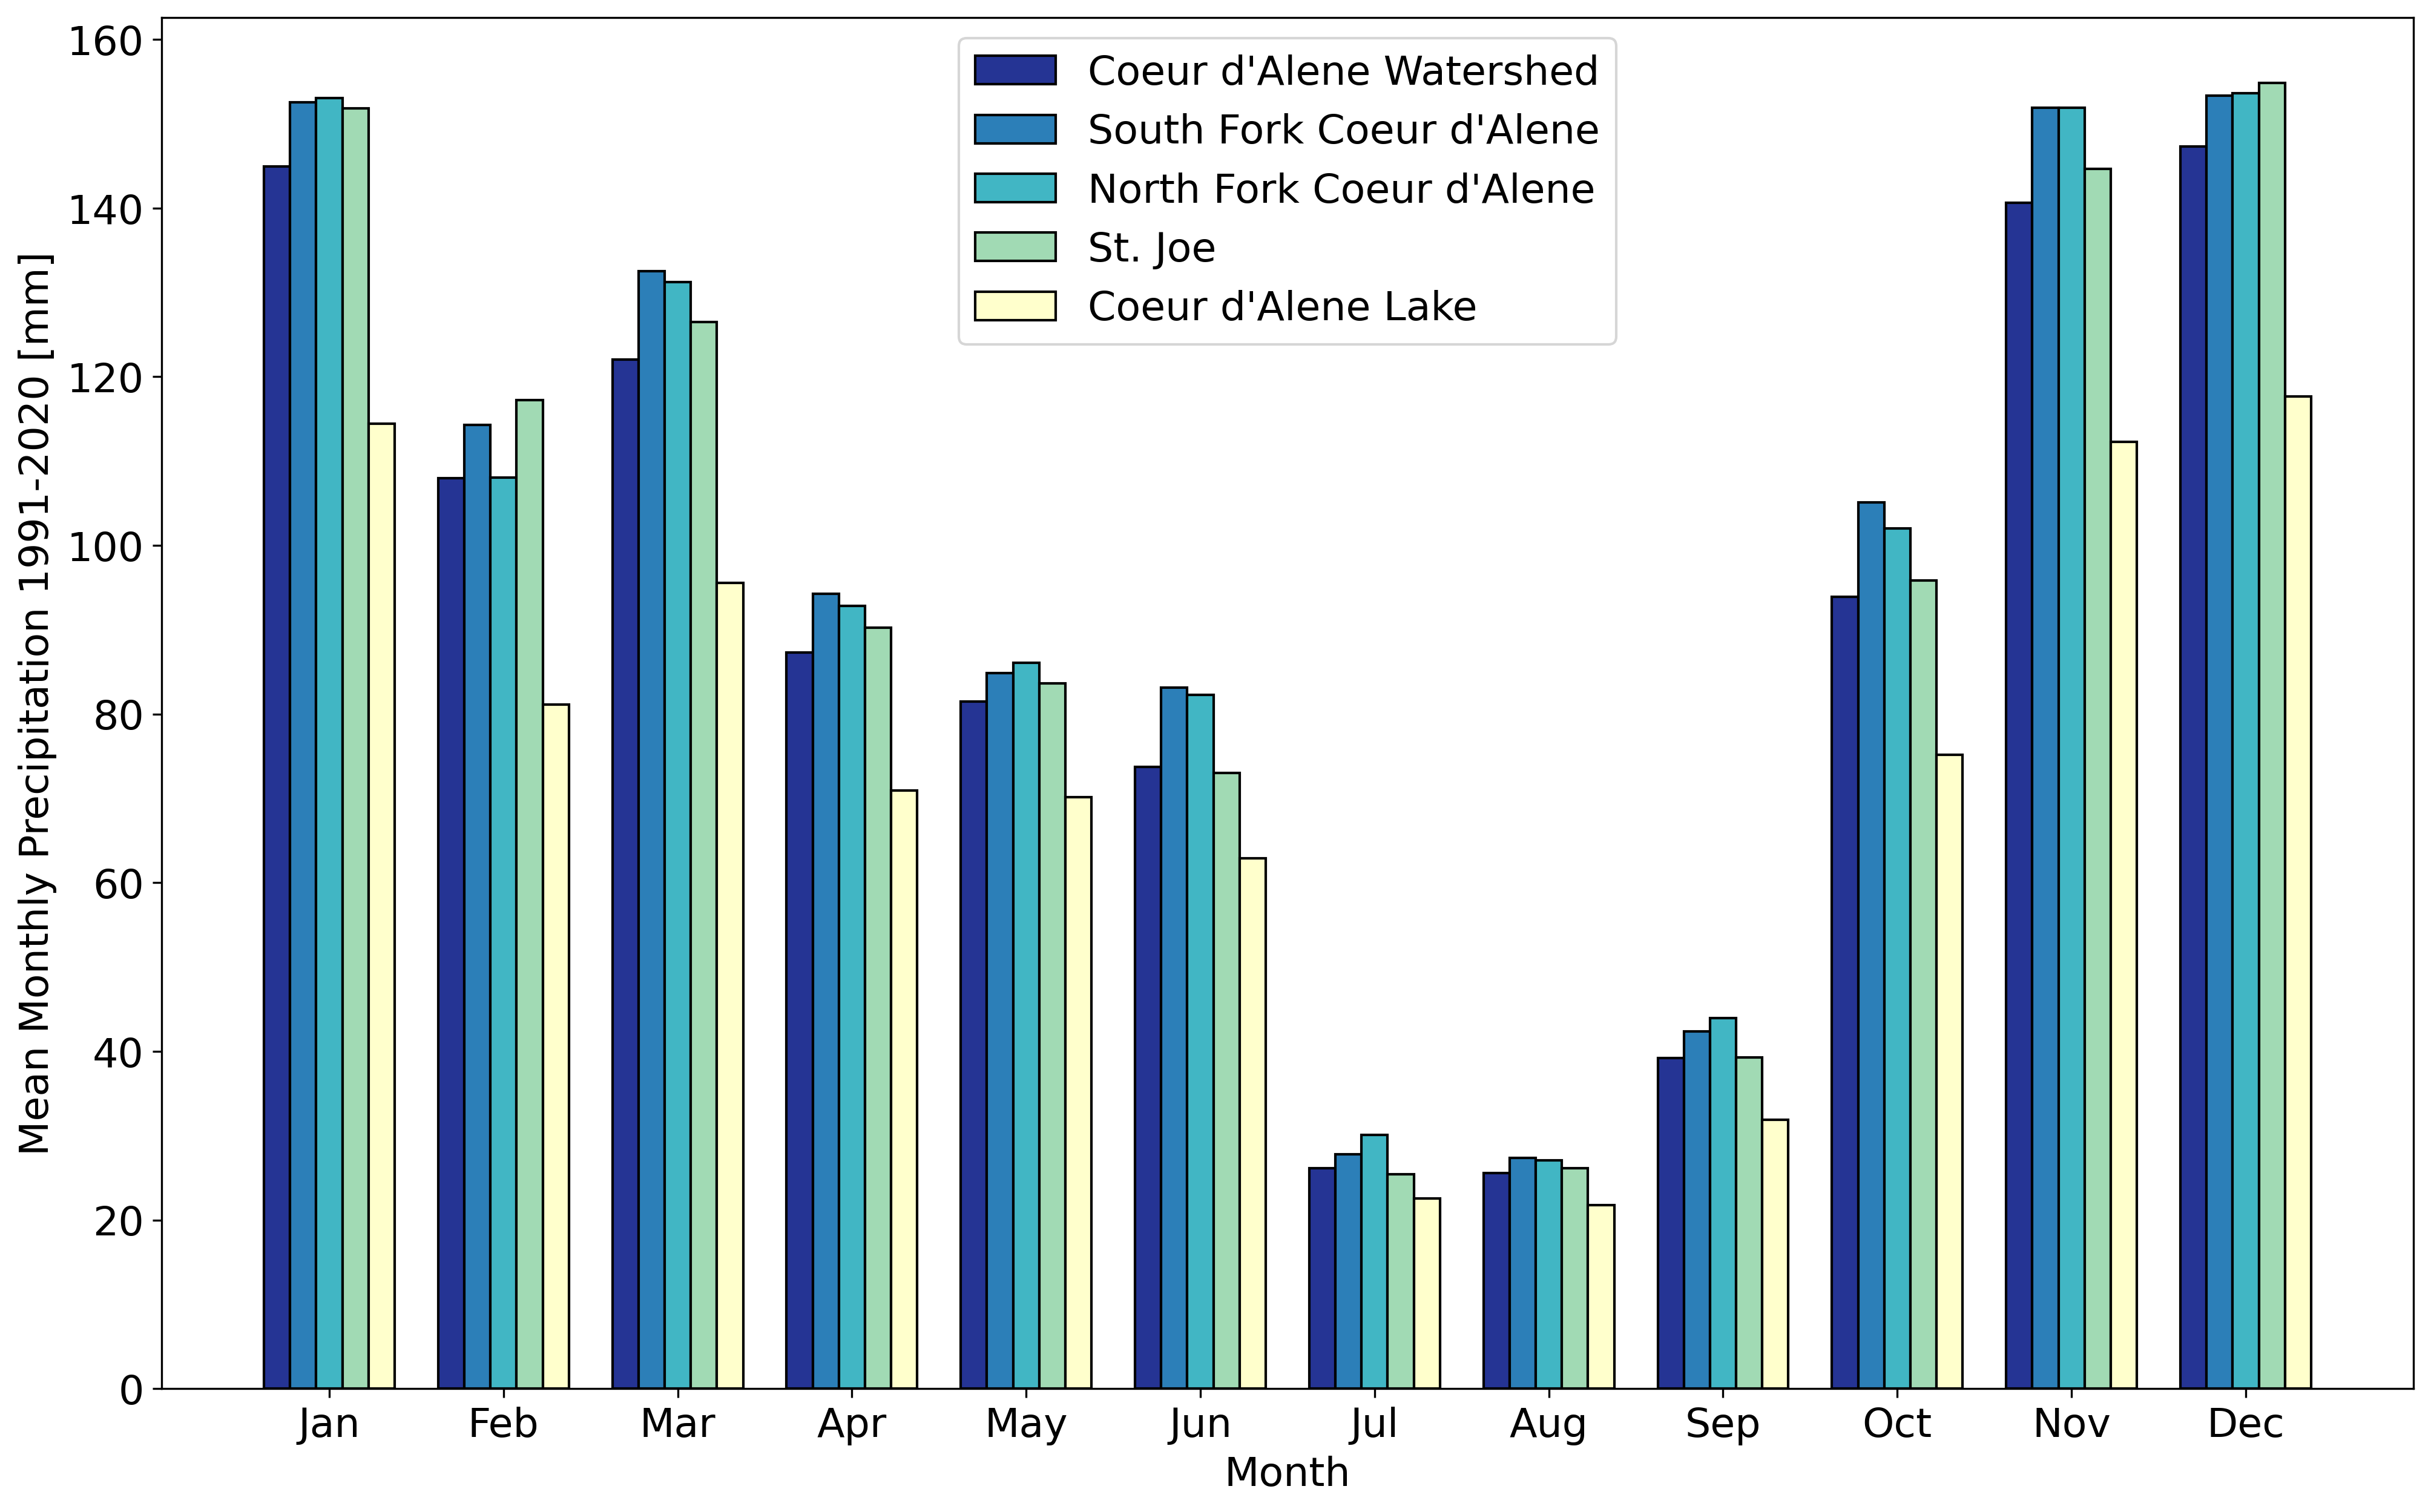 Mean Monthly Precipitation 1991-2020 [mm]
160
140
120
100
80
60
40
20
0
Coeur d'Alene Watershed
South Fork Coeur d'Alene
North Fork Coeur d'Alene
St. Joe
Coeur d'Alene Lake
Jan Feb Mar Apr May Jun Jul Aug Sep Oct Nov Dec
Month